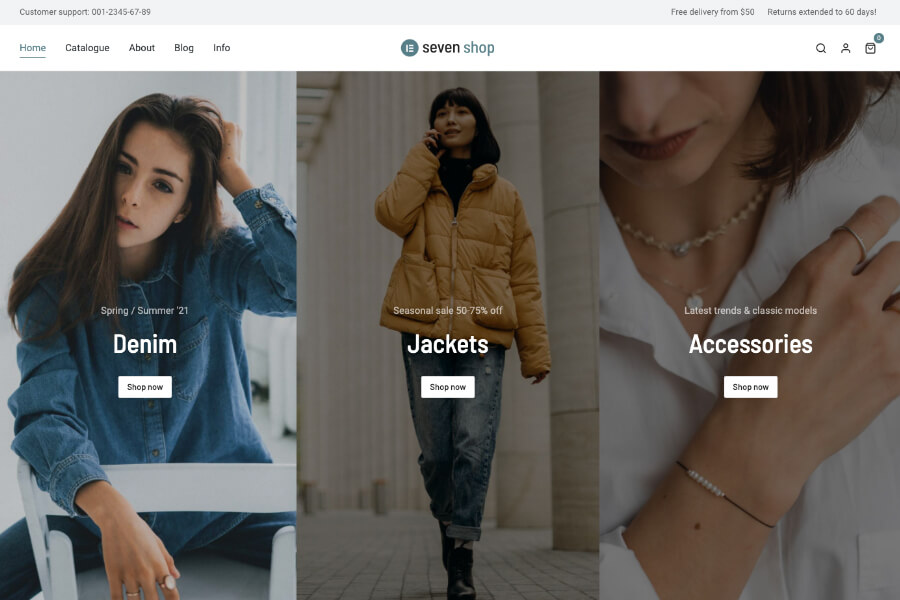 Customer support: 001-2345-67-89
Free delivery from $50
Returns extended to 60 days!
Home
Catalogue
About
Blog
Info
seven shop
0
Spring / Summer '21
Denim
Shop now
Seasonal sale 50-75% off
Jackets
Shop now
Latest trends & classic models
Accessories
Shop now